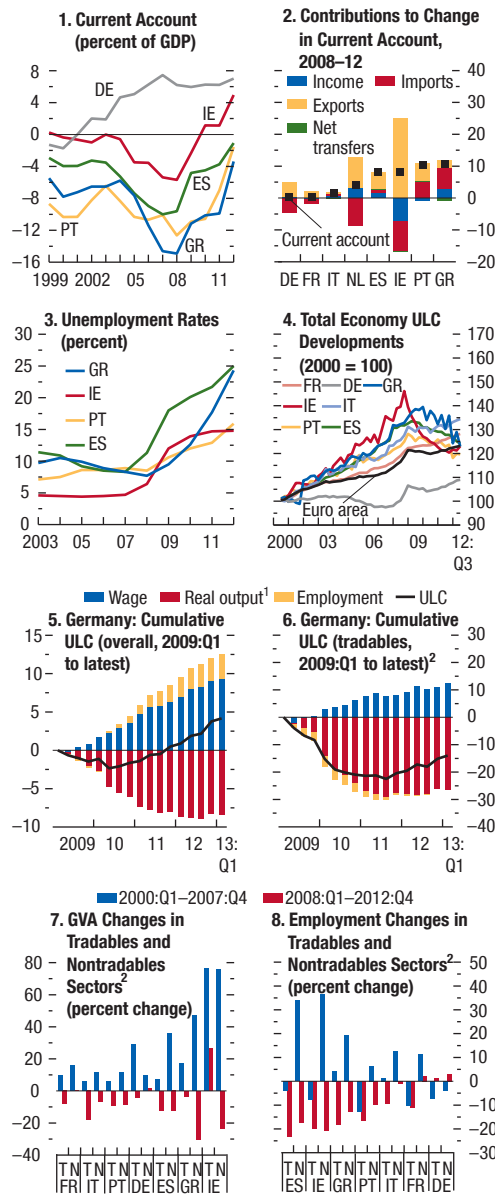 1. Current Account
(percent of GDP)
8
4
0
−4
−8
−12
−16
DE
IE
ES
PT
GR
1999 2002 05 08 11
2. Contributions to Change
in Current Account,
2008–12
Income
Imports
Exports
Net
transfers
40
30
20
10
0
−10
−20
Current account
DE FR IT NL ES IE PT GR
3. Unemployment Rates
(percent)
30
25
20
15
10
5
0
GR
IE
PT
ES
2003 05 07 09 11
4. Total Economy ULC
Developments
(2000 = 100)
FR DE GR
IE IT
PT ES
170
160
150
140
130
120
110
100
90
Euro area
2000 03 06 09 12:
Q3
Wage Real output¹ Employment ULC
5. Germany: Cumulative
ULC (overall, 2009:Q1
to latest)
15
10
5
0
−5
−10
2009 10 11 12 13:
Q1
6. Germany: Cumulative
ULC (tradables,
2009:Q1 to latest)²
30
20
10
0
−10
−20
−30
−40
2009 10 11 12 13:
Q1
2000:Q1–2007:Q4 2008:Q1–2012:Q4
7. GVA Changes in
Tradables and
Nontradables
Sectors²
(percent change)
80
60
40
20
0
−20
−40
T N T N T N T N T N T N T N
FR IT PT DE ES GR IE
8. Employment Changes in
Tradables and
Nontradables Sectors²
(percent change)
50
40
30
20
10
0
−10
−20
−30
T N T N T N T N T N T N T N
ES IE GR PT IT FR DE